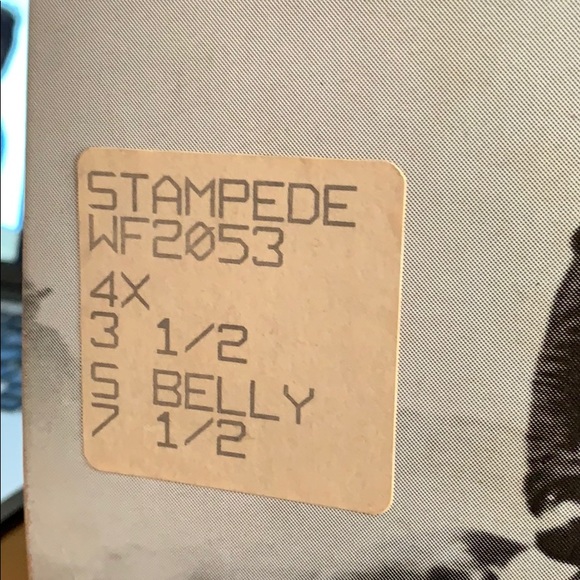 STAMPEDE
WF2053
4X
3 1/2
5 BELLY
7 1/2